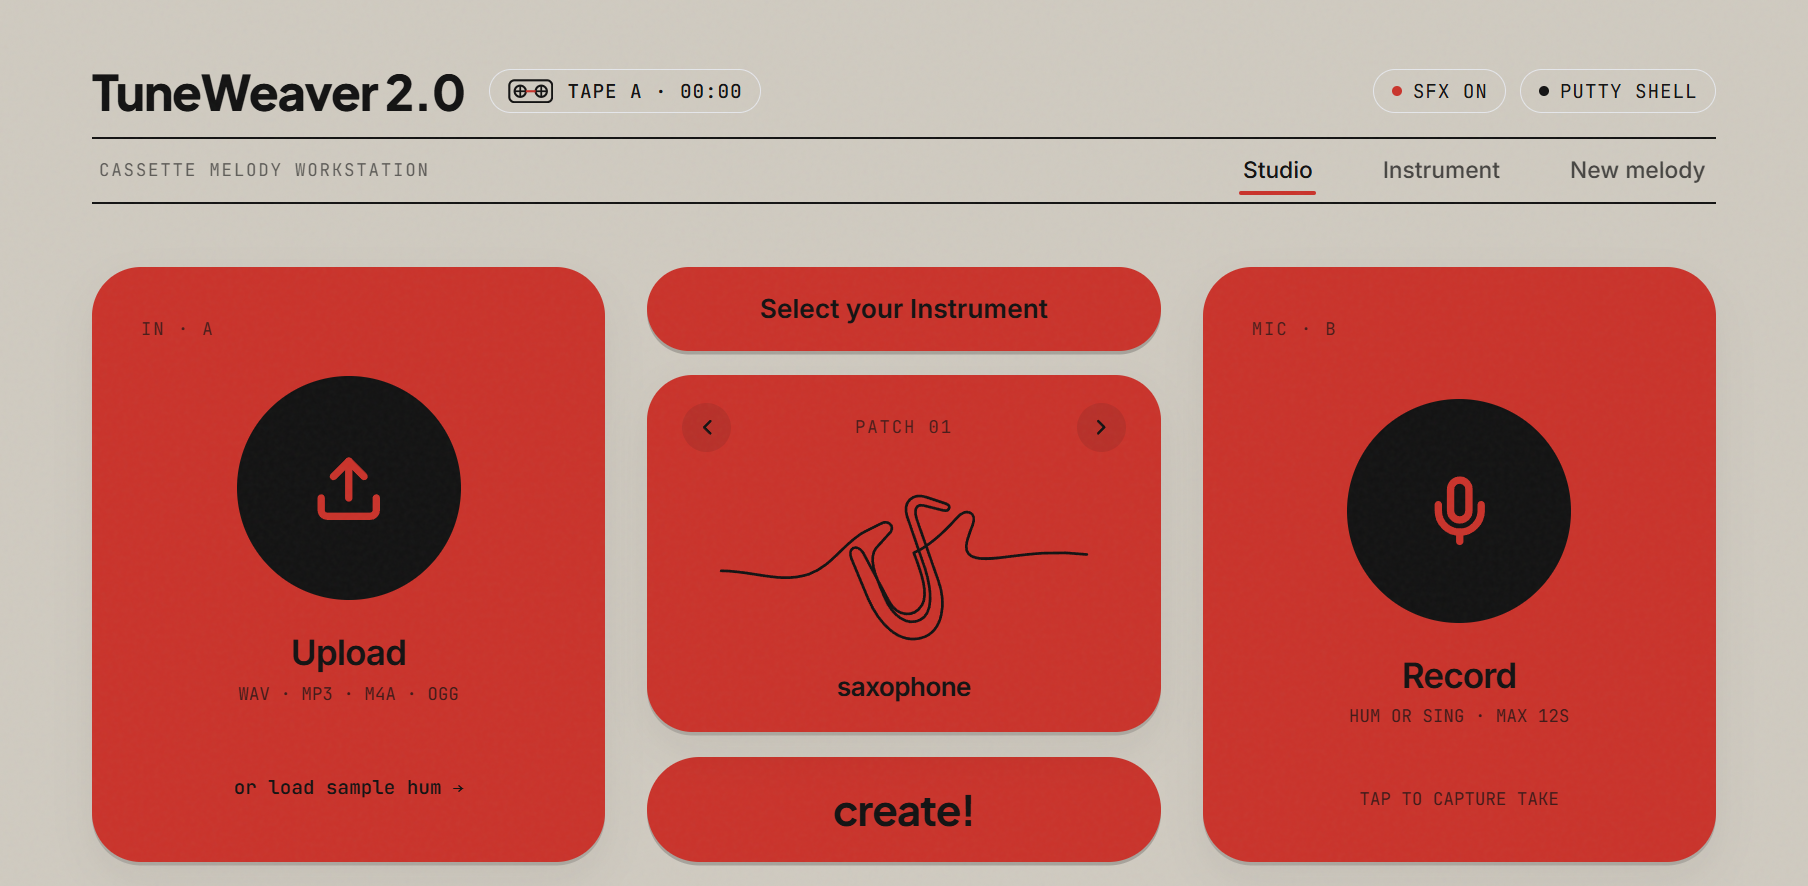 TuneWeaver 2.0
TAPE A · 00:00
SFX ON
PUTTY SHELL
CASSETTE MELODY WORKSTATION
Studio
Instrument
New melody
IN · A
Upload
WAV · MP3 · M4A · OGG
or load sample hum →
Select your Instrument
PATCH 01
saxophone
create!
MIC · B
Record
HUM OR SING · MAX 12S
TAP TO CAPTURE TAKE